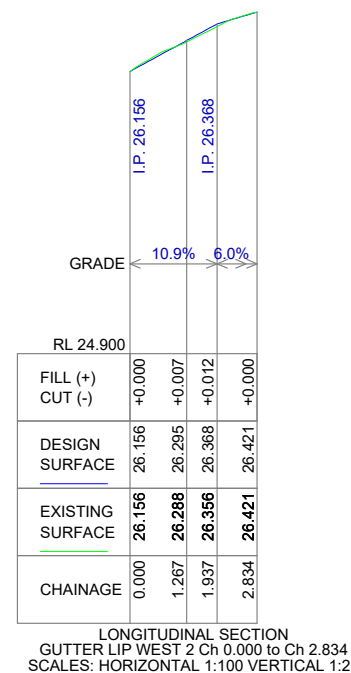 I.P. 26.156
I.P. 26.368
GRADE 10.9% 6.0%
RL 24.900
FILL (+)
CUT (-)
+0.000 +0.007 +0.012 +0.000
DESIGN
SURFACE
26.156 26.295 26.368 26.421
EXISTING
SURFACE
26.156 26.288 26.356 26.421
CHAINAGE 0.000 1.267 1.937 2.834
LONGITUDINAL SECTION
GUTTER LIP WEST 2 Ch 0.000 to Ch 2.834
SCALES: HORIZONTAL 1:100 VERTICAL 1:2